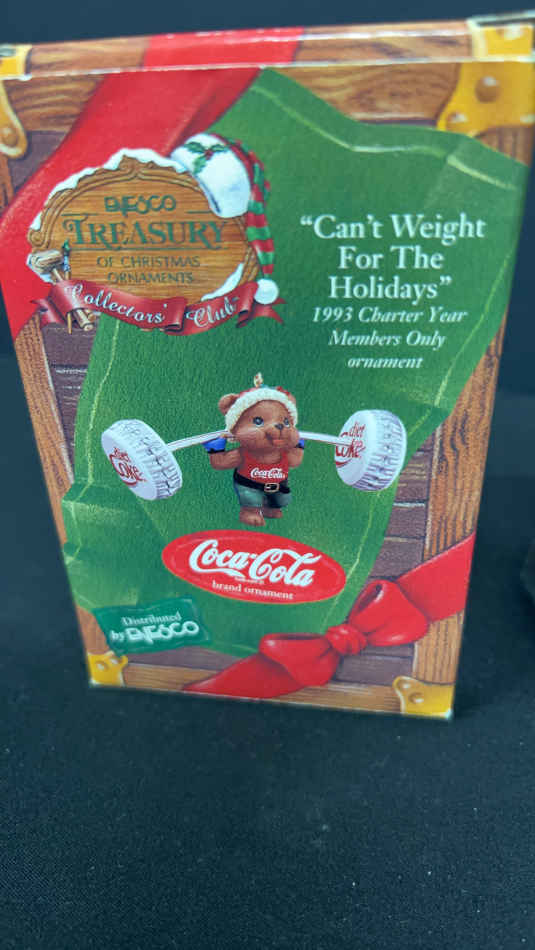 ENESCO
TREASURY
OF CHRISTMAS
ORNAMENTS
Collectors' Club
"Can't Weight
For The
Holidays"
1993 Charter Year
Members Only
ornament
diet
Coke
diet
Coke
Coca-Cola
Coca-Cola
brand ornament
Distributed
by ENESCO